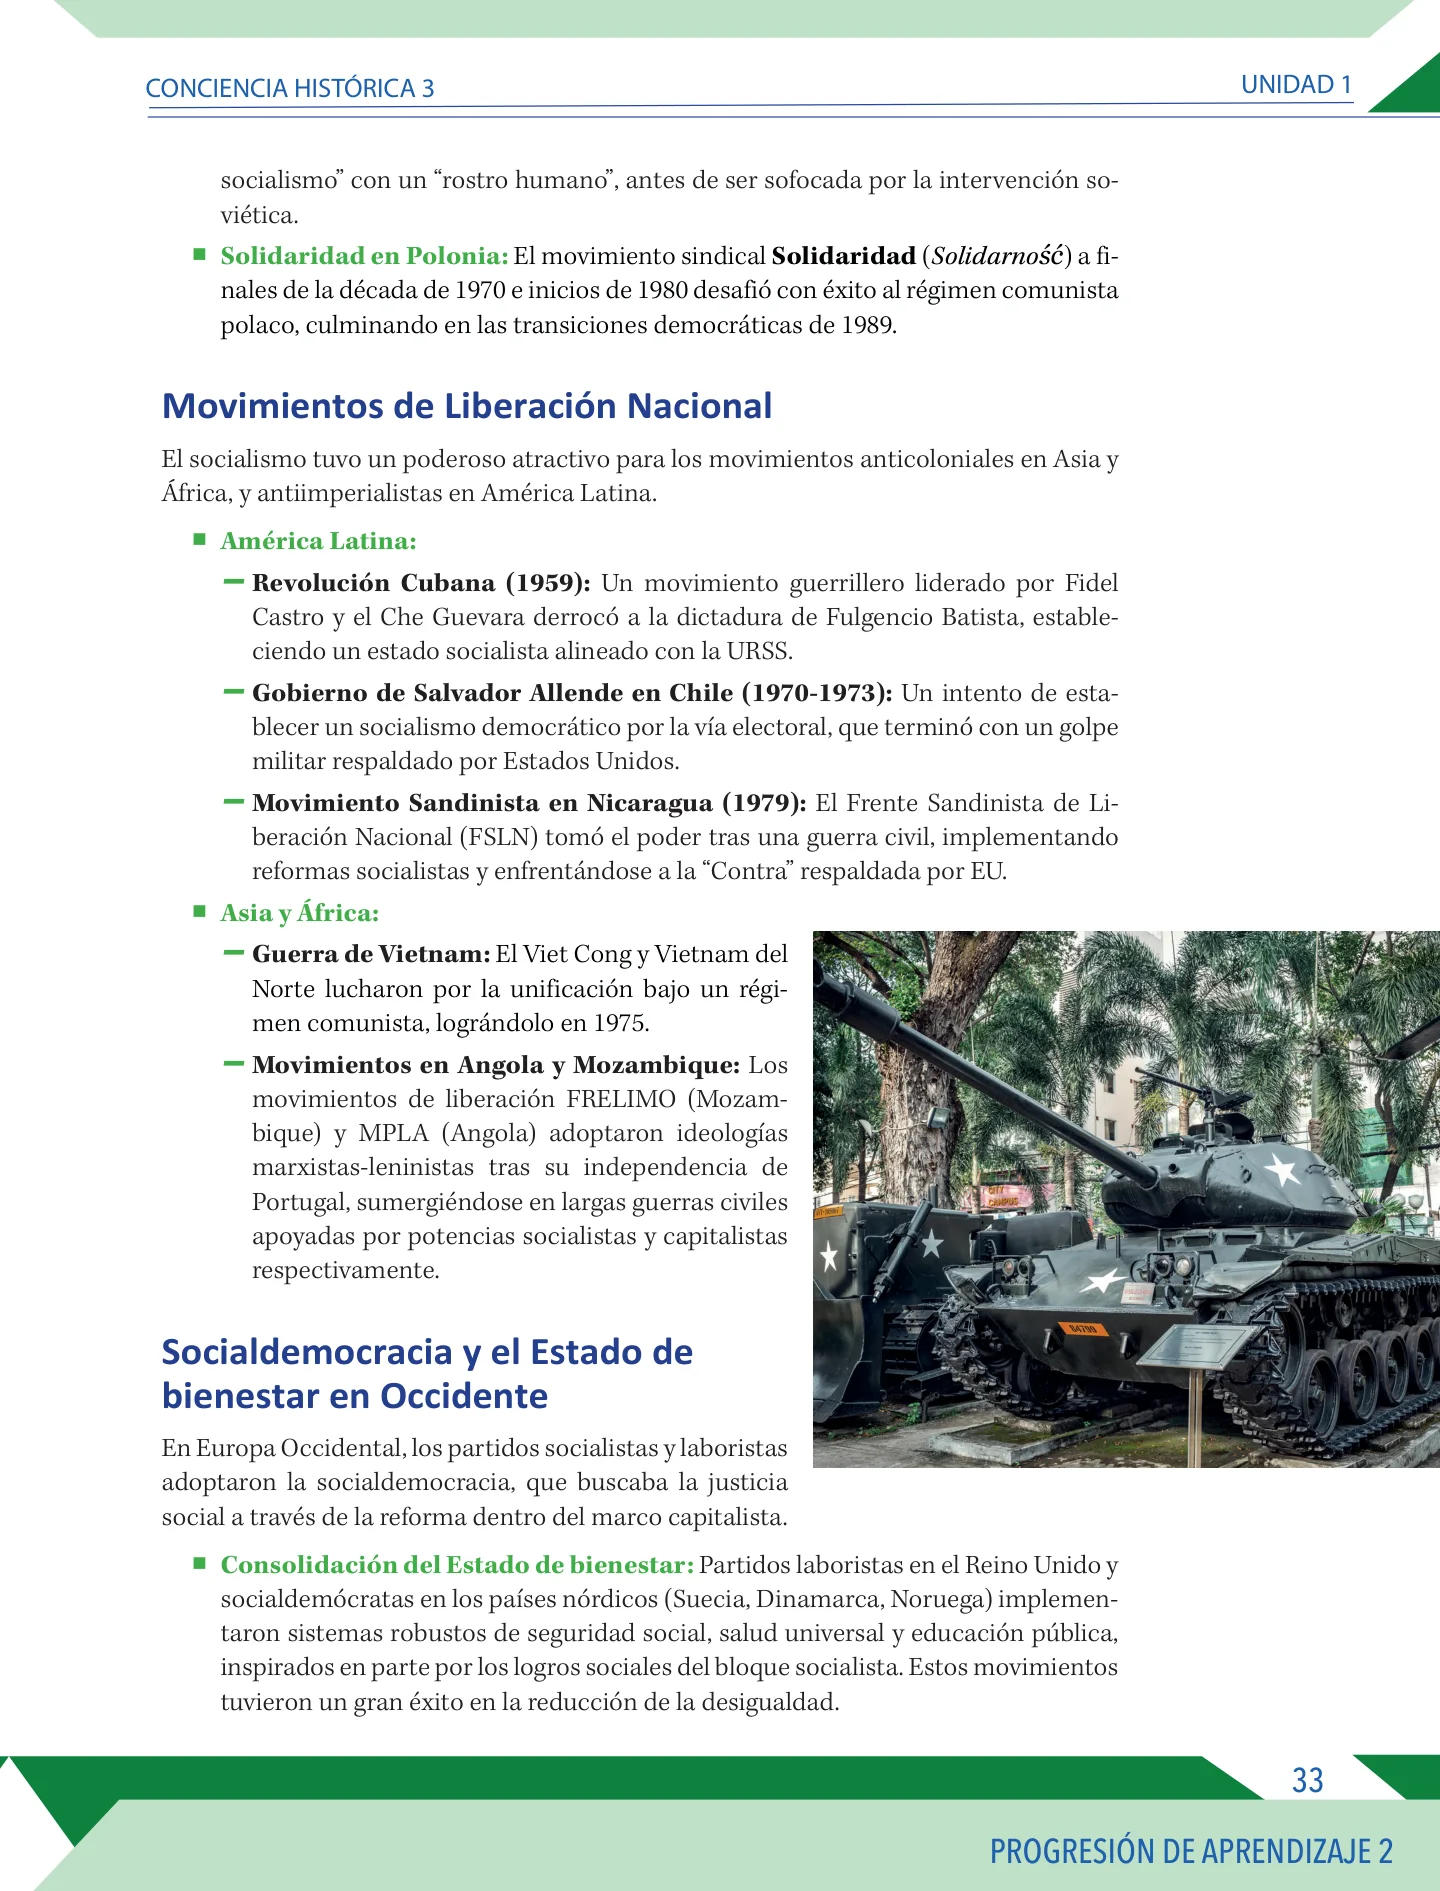 CONCIENCIA HISTÓRICA 3
UNIDAD 1
socialismo” con un “rostro humano”, antes de ser sofocada por la intervención so-
viética.
Solidaridad en Polonia: El movimiento sindical Solidaridad (Solidarność) a fi-
nales de la década de 1970 e inicios de 1980 desafió con éxito al régimen comunista
polaco, culminando en las transiciones democráticas de 1989.
Movimientos de Liberación Nacional
El socialismo tuvo un poderoso atractivo para los movimientos anticoloniales en Asia y
África, y antiimperialistas en América Latina.
América Latina:
Revolución Cubana (1959): Un movimiento guerrillero liderado por Fidel
Castro y el Che Guevara derrocó a la dictadura de Fulgencio Batista, estable-
ciendo un estado socialista alineado con la URSS.
Gobierno de Salvador Allende en Chile (1970-1973): Un intento de esta-
blecer un socialismo democrático por la vía electoral, que terminó con un golpe
militar respaldado por Estados Unidos.
Movimiento Sandinista en Nicaragua (1979): El Frente Sandinista de Li-
beración Nacional (FSLN) tomó el poder tras una guerra civil, implementando
reformas socialistas y enfrentándose a la “Contra” respaldada por EU.
Asia y África:
Guerra de Vietnam: El Viet Cong y Vietnam del
Norte lucharon por la unificación bajo un régi-
men comunista, lográndolo en 1975.
Movimientos en Angola y Mozambique: Los
movimientos de liberación FRELIMO (Mozam-
bique) y MPLA (Angola) adoptaron ideologías
marxistas-leninistas tras su independencia de
Portugal, sumergiéndose en largas guerras civiles
apoyadas por potencias socialistas y capitalistas
respectivamente.
CITY
CAMPUS
64799
Socialdemocracia y el Estado de
bienestar en Occidente
En Europa Occidental, los partidos socialistas y laboristas
adoptaron la socialdemocracia, que buscaba la justicia
social a través de la reforma dentro del marco capitalista.
Consolidación del Estado de bienestar: Partidos laboristas en el Reino Unido y
socialdemócratas en los países nórdicos (Suecia, Dinamarca, Noruega) implemen-
taron sistemas robustos de seguridad social, salud universal y educación pública,
inspirados en parte por los logros sociales del bloque socialista. Estos movimientos
tuvieron un gran éxito en la reducción de la desigualdad.
33
PROGRESIÓN DE APRENDIZAJE 2